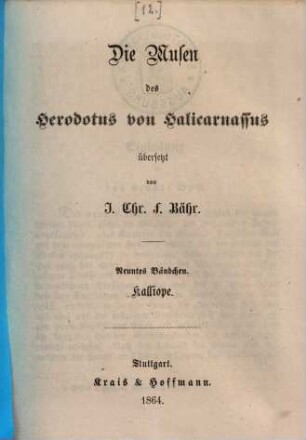 [12.]
Die Musen
des
Herodotus von Halicarnassus
übersetzt
von
J. Chr. F. Bähr.
Neuntes Bändchen.
Kalliope.
Stuttgart.
Krais & Hoffmann.
1864.